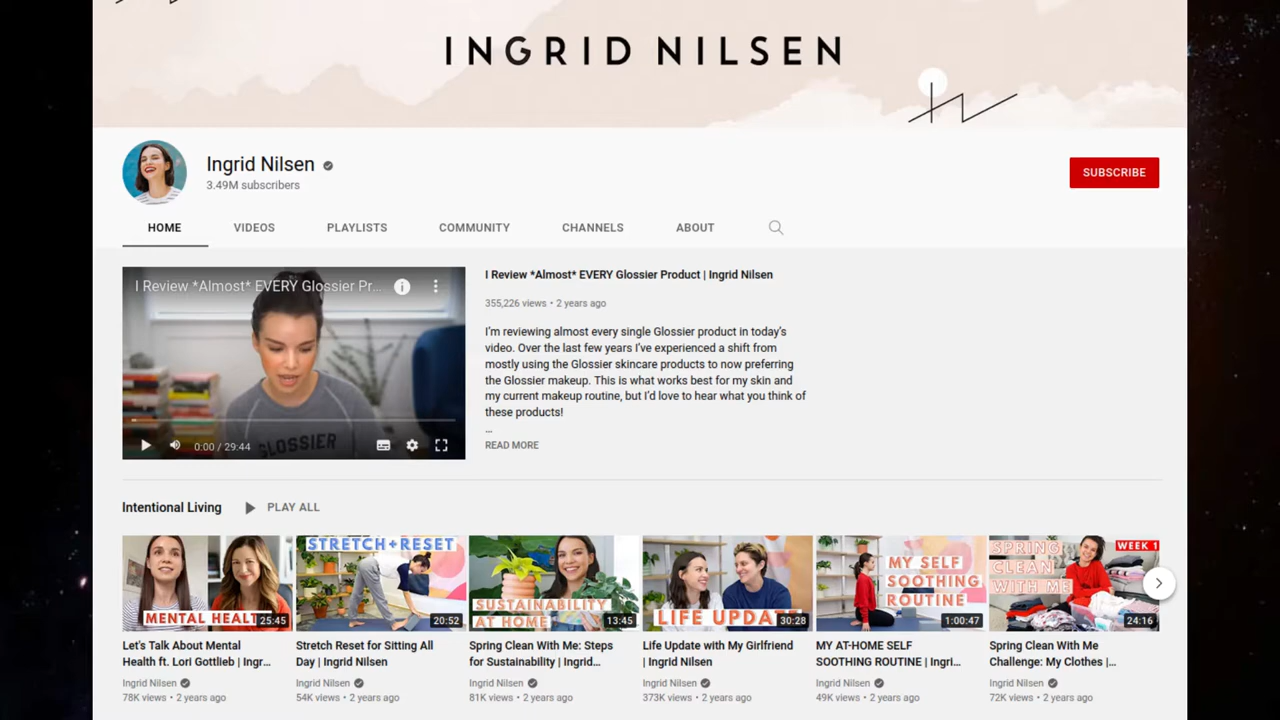 INGRID NILSEN
Ingrid Nilsen
3.49M subscribers
SUBSCRIBE
HOME VIDEOS PLAYLISTS COMMUNITY CHANNELS ABOUT
I Review *Almost* EVERY Glossier Pr...
GLOSSIER
0:00 / 29:44
I Review *Almost* EVERY Glossier Product | Ingrid Nilsen
355,226 views • 2 years ago
I'm reviewing almost every single Glossier product in today's
video. Over the last few years I've experienced a shift from
mostly using the Glossier skincare products to now preferring
the Glossier makeup. This is what works best for my skin and
my current makeup routine, but I'd love to hear what you think of
these products!
...
READ MORE
Intentional Living PLAY ALL
MENTAL HEALT
25:45
Let's Talk About Mental
Health ft. Lori Gottlieb | Ingr...
Ingrid Nilsen
78K views • 2 years ago
STRETCH+RESET
20:52
Stretch Reset for Sitting All
Day | Ingrid Nilsen
Ingrid Nilsen
54K views • 2 years ago
SUSTAINABILITY
AT HOME
13:45
Spring Clean With Me: Steps
for Sustainability | Ingrid...
Ingrid Nilsen
81K views • 2 years ago
LIFE UPDATE
30:28
Life Update with My Girlfriend
| Ingrid Nilsen
Ingrid Nilsen
373K views • 2 years ago
MY SELF
SOOTHING
ROUTINE
1:00:47
MY AT-HOME SELF
SOOTHING ROUTINE | Ingri...
Ingrid Nilsen
49K views • 2 years ago
SPRING
CLEAN
WITH ME
WEEK 1
24:16
Spring Clean With Me
Challenge: My Clothes |...
Ingrid Nilsen
72K views • 2 years ago